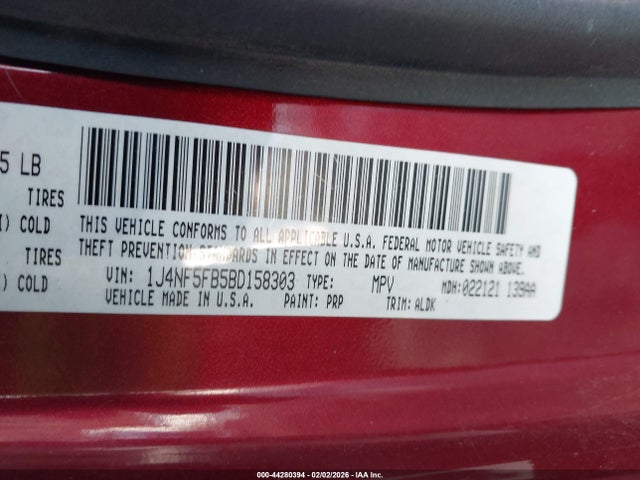 5 LB
TIRES
) COLD
TIRES
) COLD
THIS VEHICLE CONFORMS TO ALL APPLICABLE U.S.A. FEDERAL MOTOR VEHICLE SAFETY AND
THEFT PREVENTION STANDARDS IN EFFECT ON THE DATE OF MANUFACTURE SHOWN ABOVE.
VIN: 1J4NF5FB5BD158303 TYPE: MPV MDH: 022121 139AA
VEHICLE MADE IN U.S.A. PAINT: PRP TRIM: ALDK
000-44280394 - 02/02/2026 - IAA Inc.